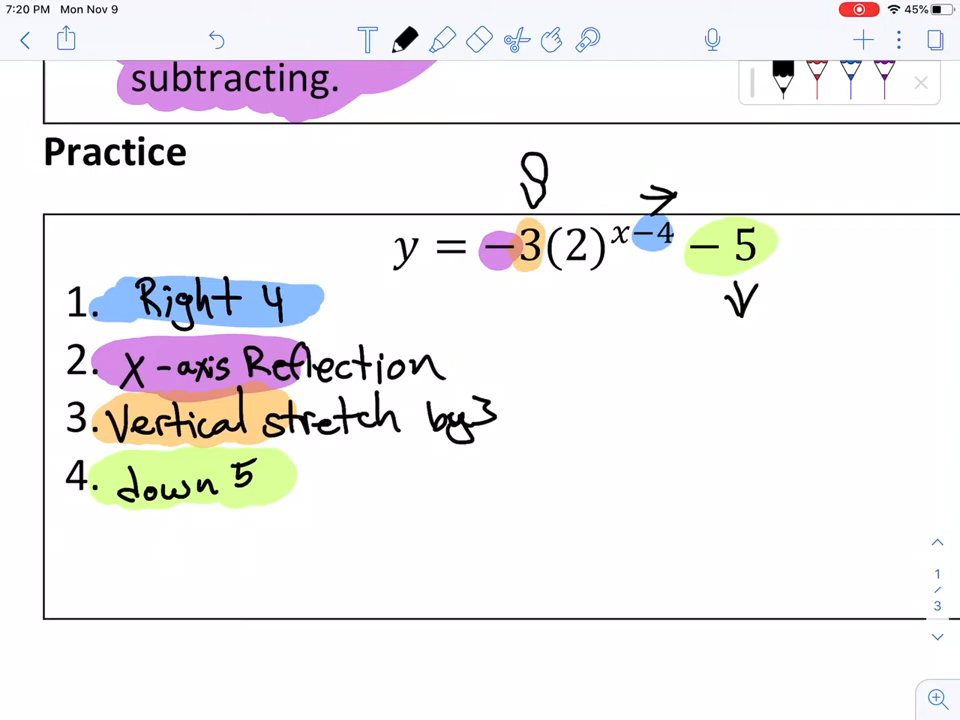 7:20 PM Mon Nov 9
45%
subtracting.
Practice
y = −3(2)^{x−4} − 5
1. Right 4
2. X-axis Reflection
3. Vertical stretch by 3
4. down 5
1
/
3